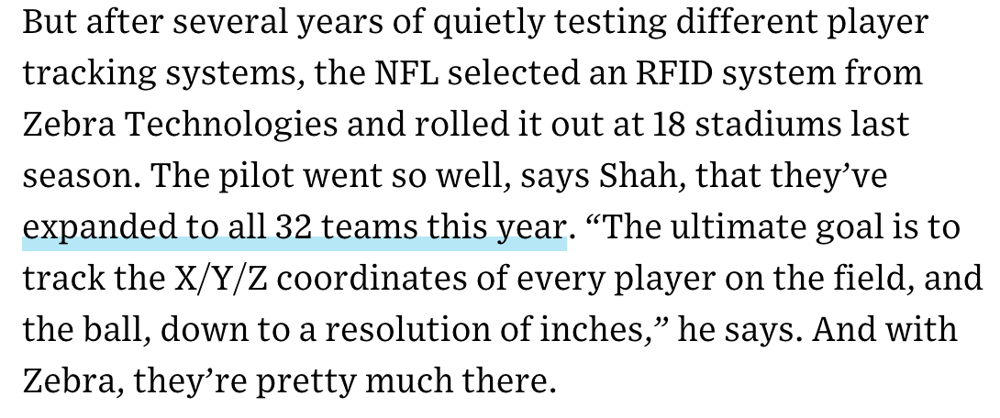 But after several years of quietly testing different player
tracking systems, the NFL selected an RFID system from
Zebra Technologies and rolled it out at 18 stadiums last
season. The pilot went so well, says Shah, that they’ve
expanded to all 32 teams this year. “The ultimate goal is to
track the X/Y/Z coordinates of every player on the field, and
the ball, down to a resolution of inches,” he says. And with
Zebra, they’re pretty much there.